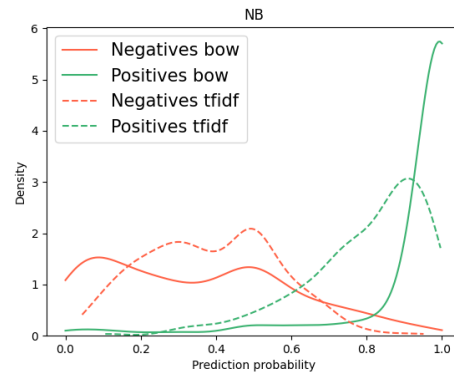 NB
Negatives bow
Positives bow
Negatives tfidf
Positives tfidf
Density
6
5
4
3
2
1
0
0.0 0.2 0.4 0.6 0.8 1.0
Prediction probability